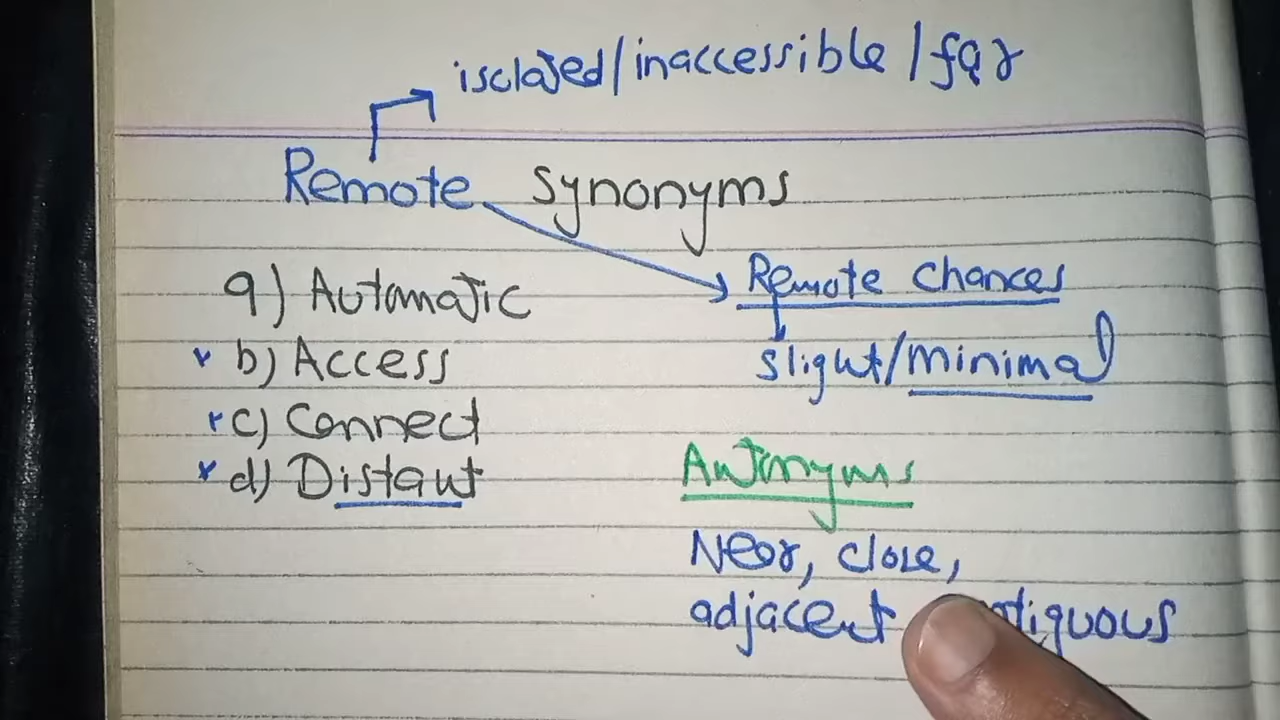 isolated/inaccessible/far
Remote synonyms
a) Automatic
Remote chances
b) Access
slight/minimal
c) Connect
d) Distant
Antonyms
Near, close,
adjacent